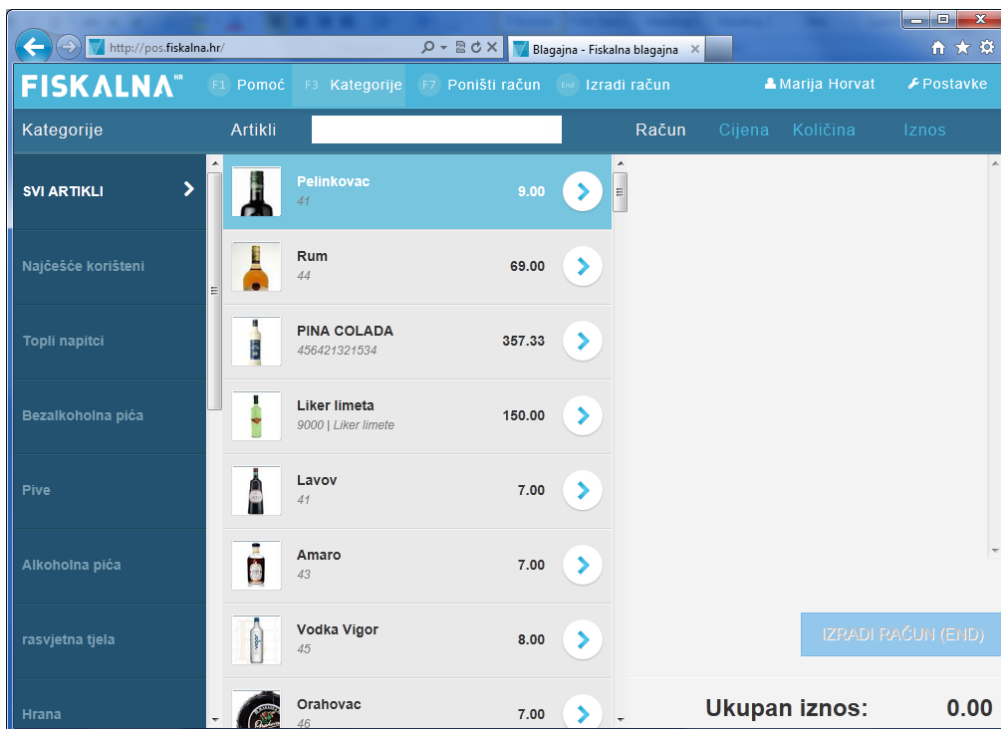 http://pos.fiskalna.hr/
Blagajna - Fiskalna blagajna
FISKALNA HR
F1 Pomoć F3 Kategorije F7 Poništi račun End Izradi račun Marija Horvat Postavke
Kategorije Artikli Račun Cijena Količina Iznos
SVI ARTIKLI
Najčešće korišteni
Topli napitci
Bezalkoholna pića
Pive
Alkoholna pića
rasvjetna tjela
Hrana
Pelinkovac 9.00
41
Rum 69.00
44
PINA COLADA 357.33
456421321534
Liker limeta 150.00
9000 | Liker limete
Lavov 7.00
41
Amaro 7.00
43
Vodka Vigor 8.00
45
Orahovac 7.00
46
IZRADI RAČUN (END)
Ukupan iznos: 0.00